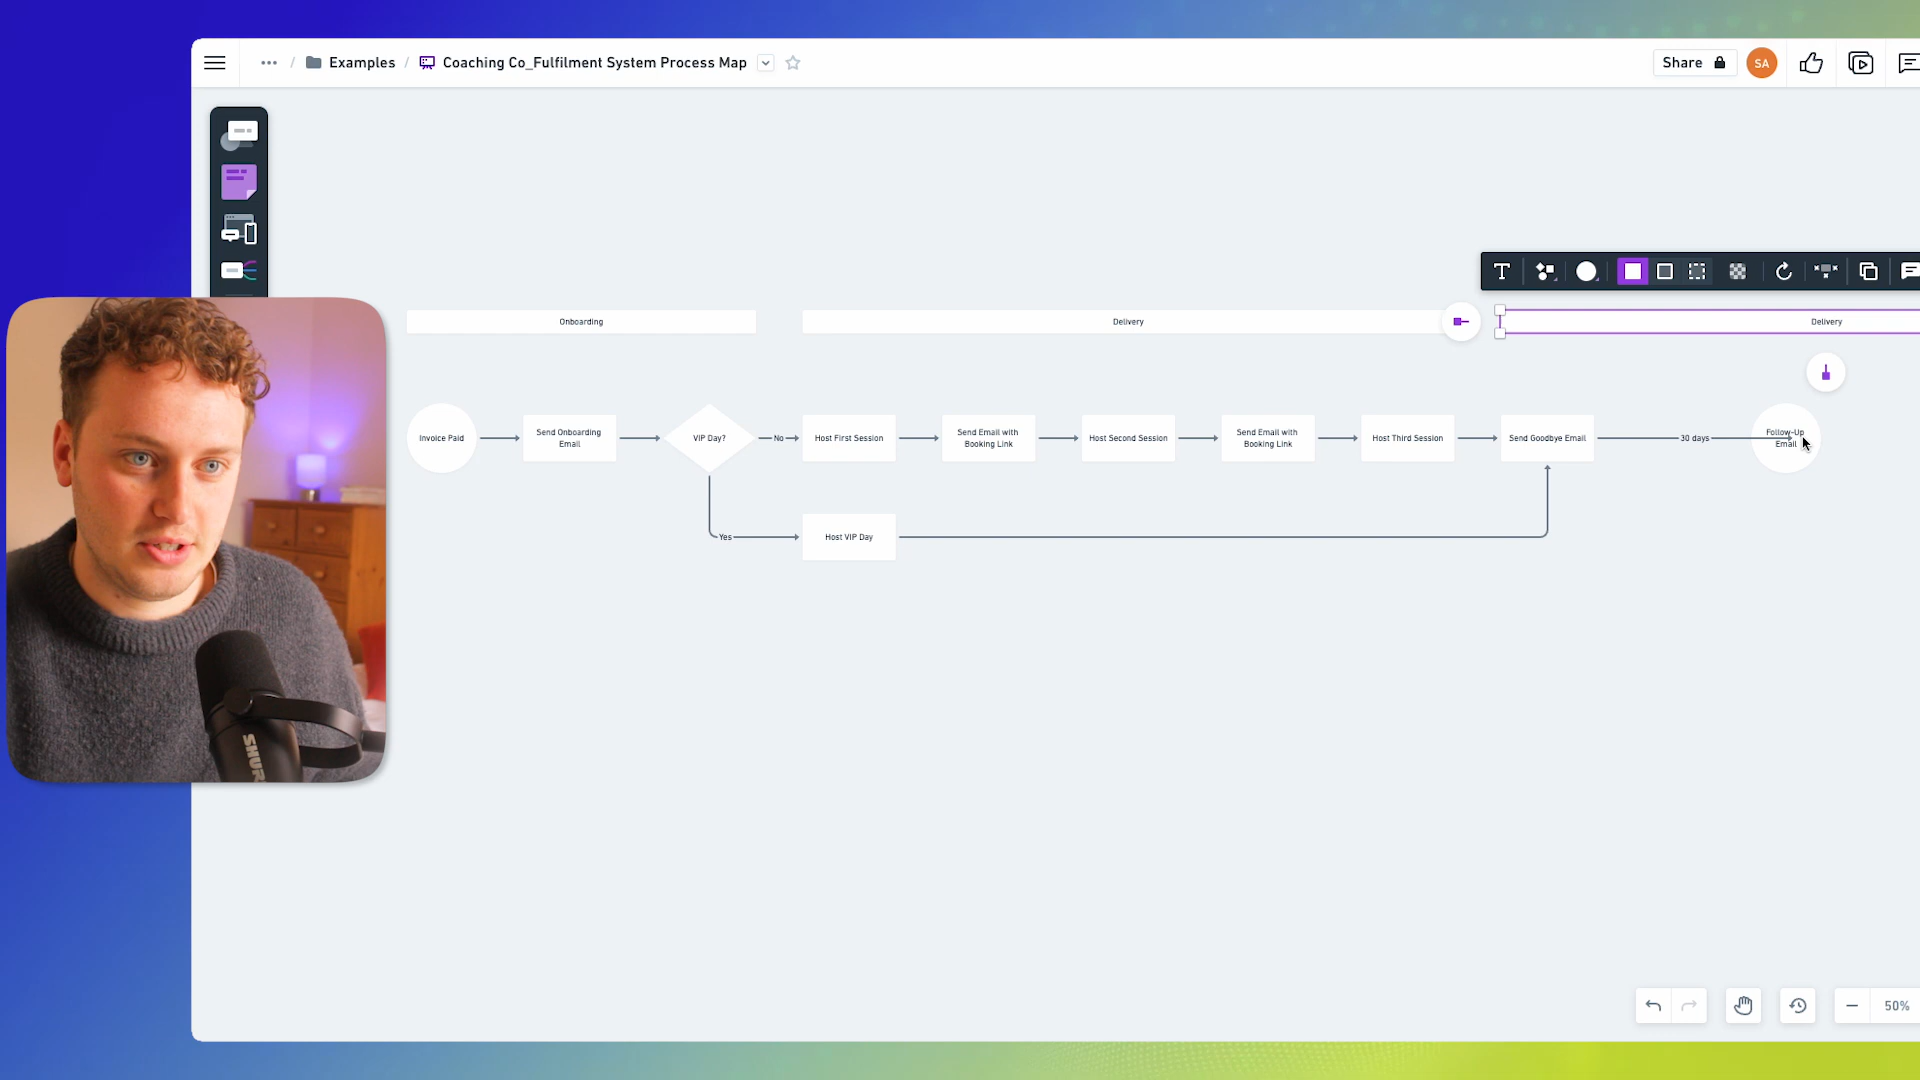 Examples
Coaching Co_Fulfilment System Process Map
Share
SA
T
Onboarding
Delivery
Delivery
Invoice Paid
Send Onboarding
Email
VIP Day?
No
Host First Session
Send Email with
Booking Link
Host Second Session
Send Email with
Booking Link
Host Third Session
Send Goodbye Email
30 days
Follow-Up
Email
Yes
Host VIP Day
SHUR
50%